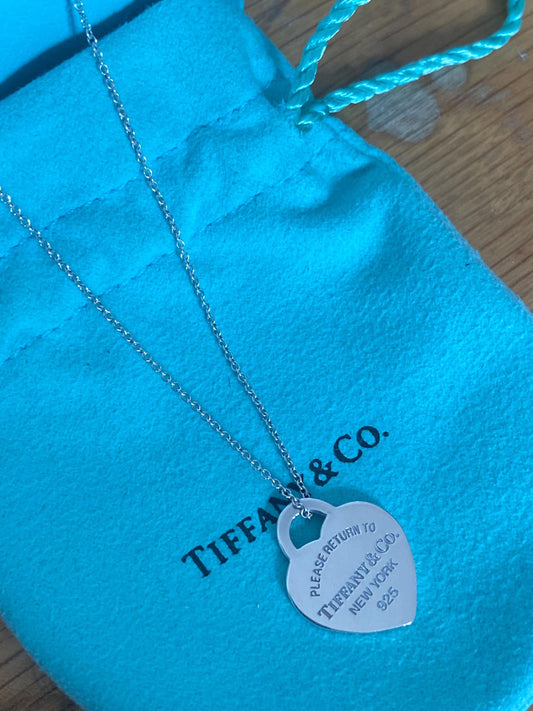 TIFFANY & CO.
PLEASE RETURN TO
TIFFANY & CO.
NEW YORK
925